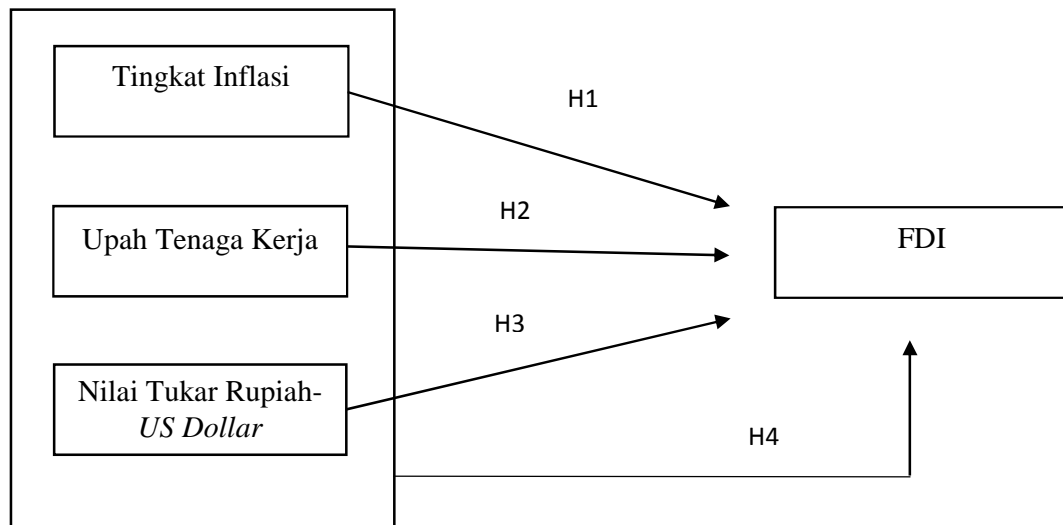 Tingkat Inflasi
H1
Upah Tenaga Kerja
H2
FDI
H3
Nilai Tukar Rupiah-
US Dollar
H4